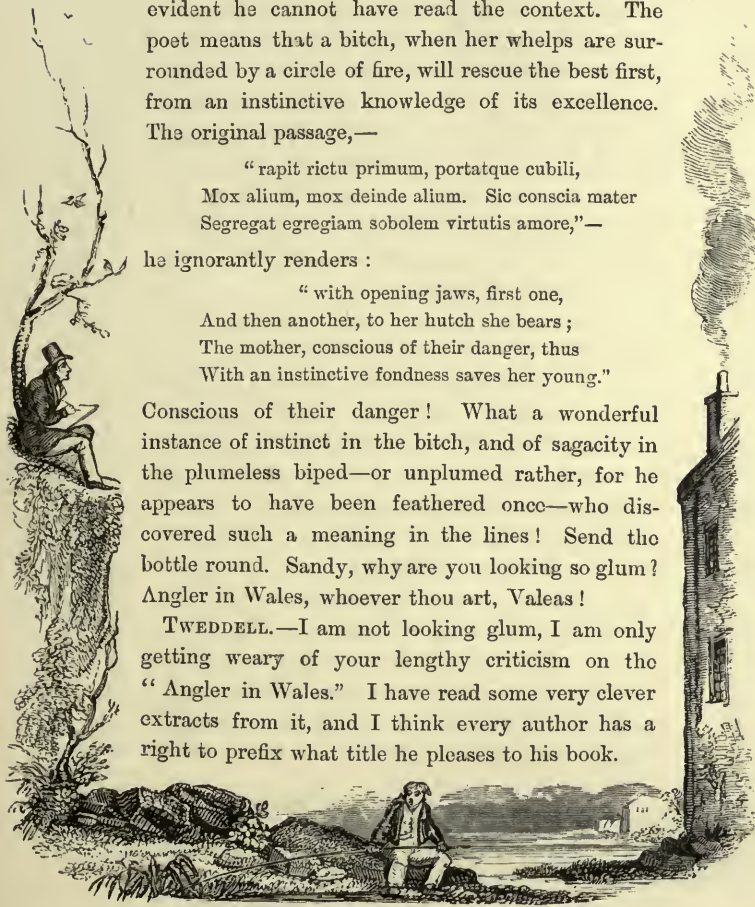 evident he cannot have read the context. The
poet means that a bitch, when her whelps are sur-
rounded by a circle of fire, will rescue the best first,
from an instinctive knowledge of its excellence.
The original passage,—
“ rapit rictu primum, portatque cubili,
Mox alium, mox deinde alium. Sic conscia mater
Segregat egregiam sobolem virtutis amore,”—
he ignorantly renders :
“ with opening jaws, first one,
And then another, to her hutch she bears ;
The mother, conscious of their danger, thus
With an instinctive fondness saves her young.”
Conscious of their danger ! What a wonderful
instance of instinct in the bitch, and of sagacity in
the plumeless biped—or unplumed rather, for he
appears to have been feathered once—who dis-
covered such a meaning in the lines ! Send the
bottle round. Sandy, why are you looking so glum ?
Angler in Wales, whoever thou art, Valeas !
TWEDDELL.—I am not looking glum, I am only
getting weary of your lengthy criticism on the
“ Angler in Wales.” I have read some very clever
extracts from it, and I think every author has a
right to prefix what title he pleases to his book.